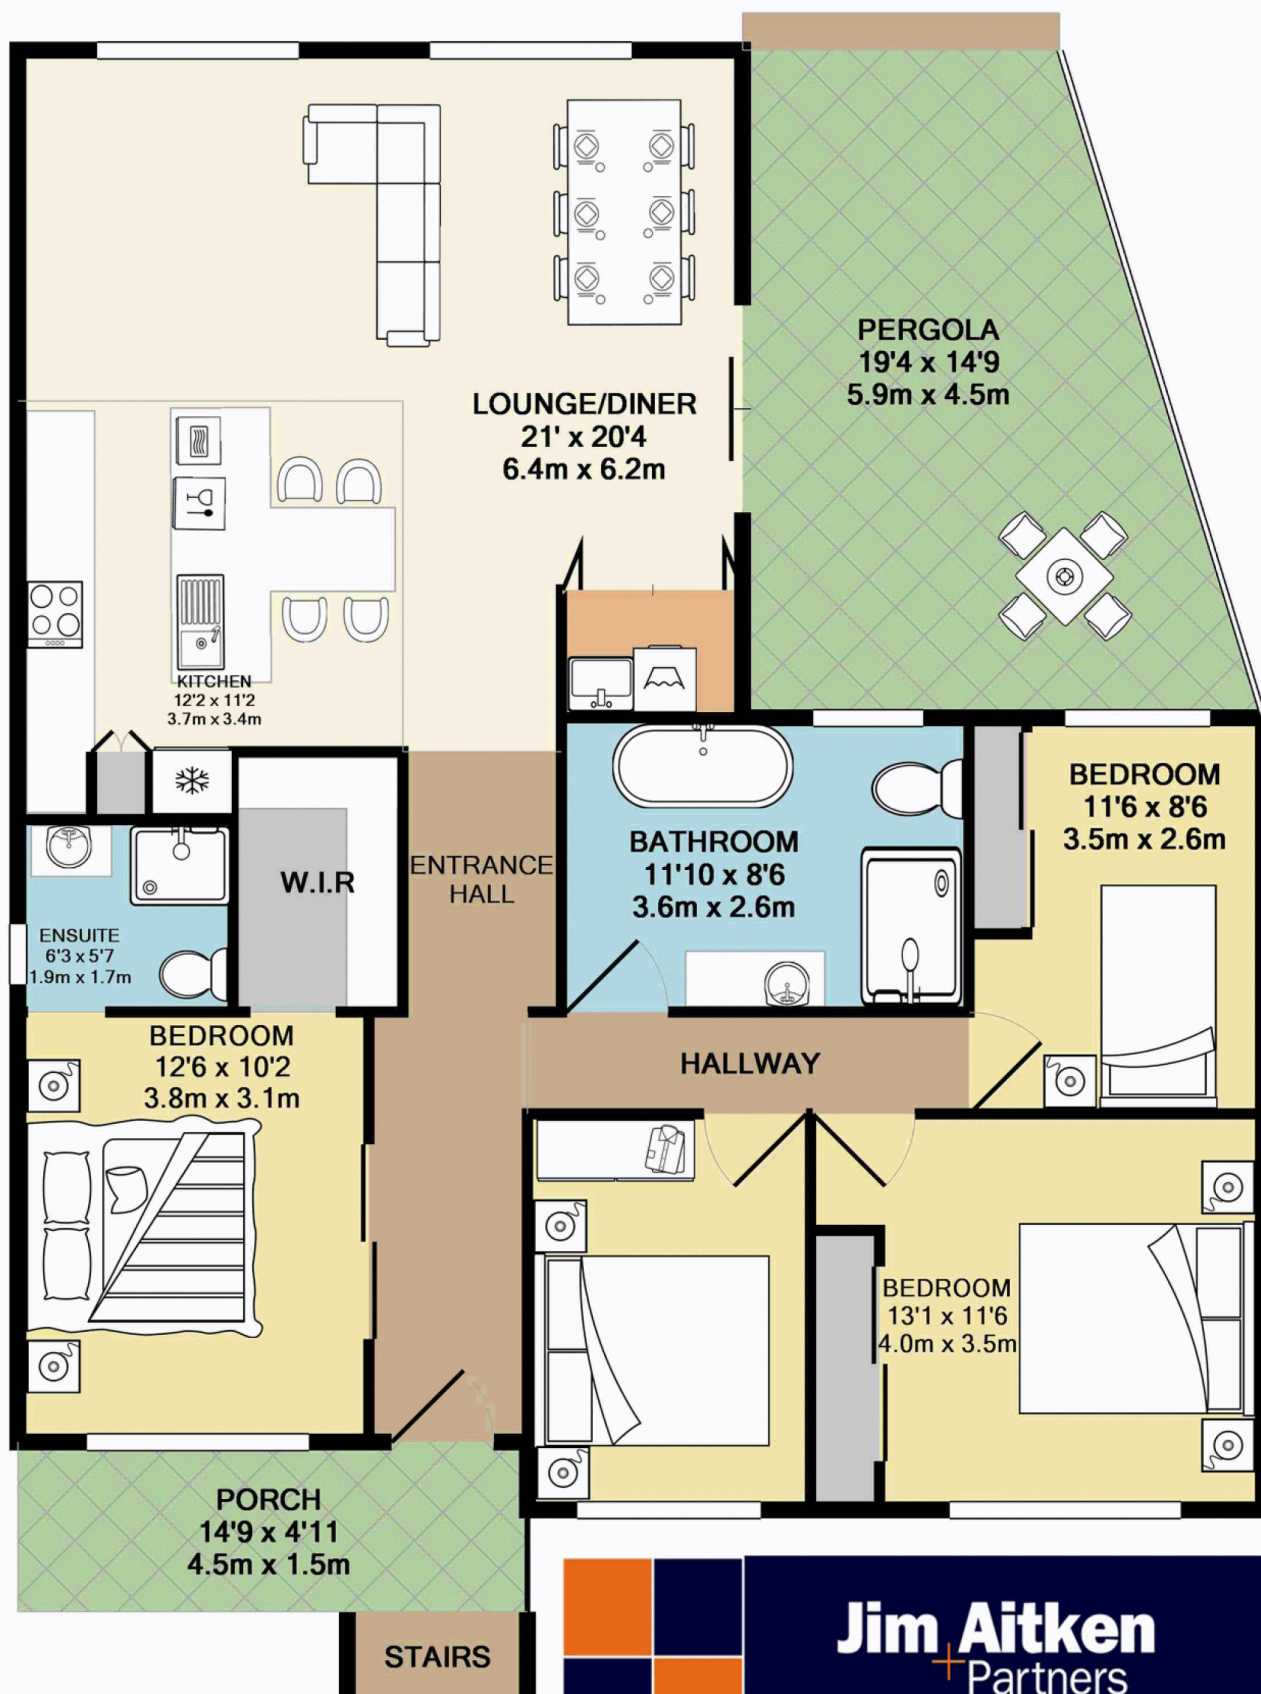 PERGOLA
19'4 x 14'9
5.9m x 4.5m
LOUNGE/DINER
21' x 20'4
6.4m x 6.2m
KITCHEN
12'2 x 11'2
3.7m x 3.4m
BEDROOM
11'6 x 8'6
3.5m x 2.6m
BATHROOM
11'10 x 8'6
3.6m x 2.6m
ENTRANCE
HALL
W.I.R
ENSUITE
6'3 x 5'7
1.9m x 1.7m
BEDROOM
12'6 x 10'2
3.8m x 3.1m
HALLWAY
BEDROOM
13'1 x 11'6
4.0m x 3.5m
PORCH
14'9 x 4'11
4.5m x 1.5m
STAIRS
Jim Aitken
+ Partners